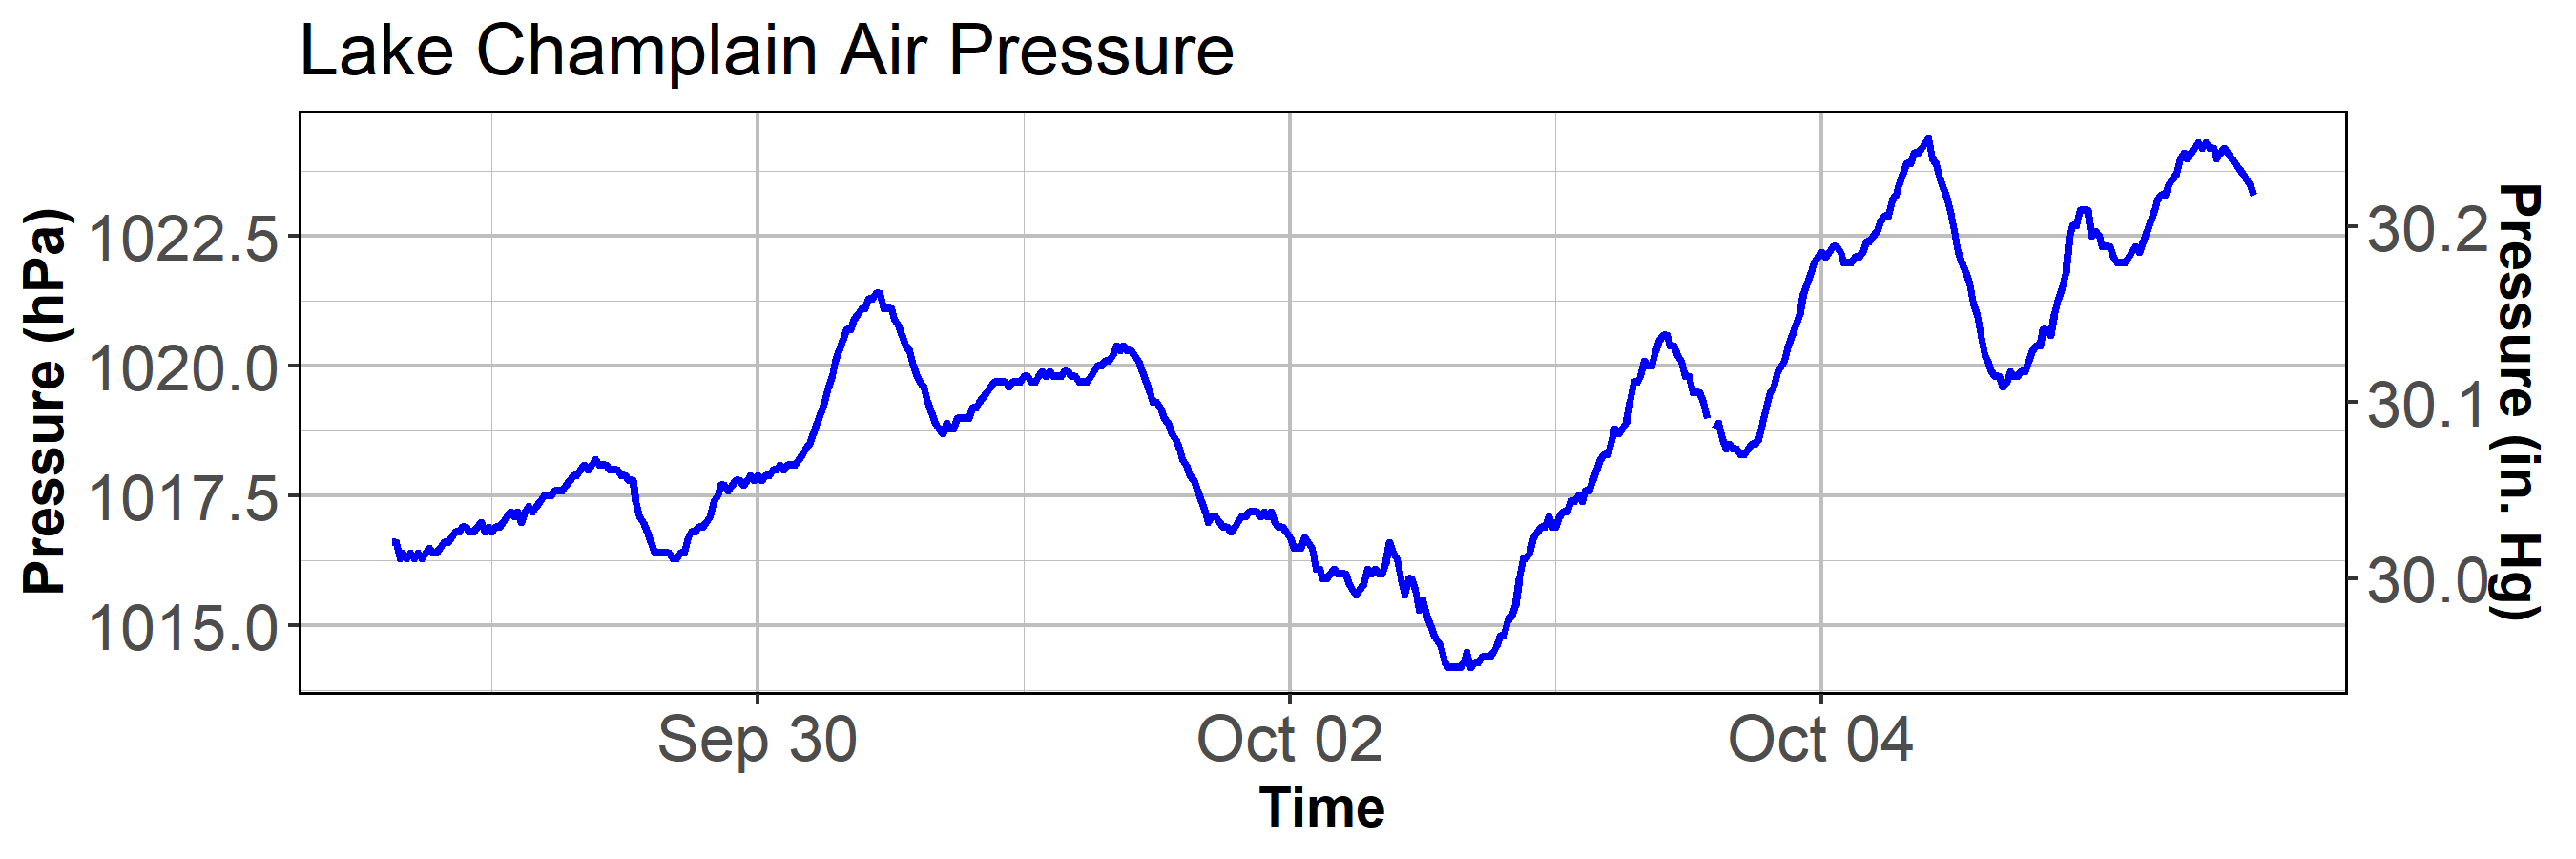 Lake Champlain Air Pressure
Pressure (hPa)
1022.5
1020.0
1017.5
1015.0
30.2
30.1
30.0
Pressure (in. Hg)
Sep 30
Oct 02
Oct 04
Time